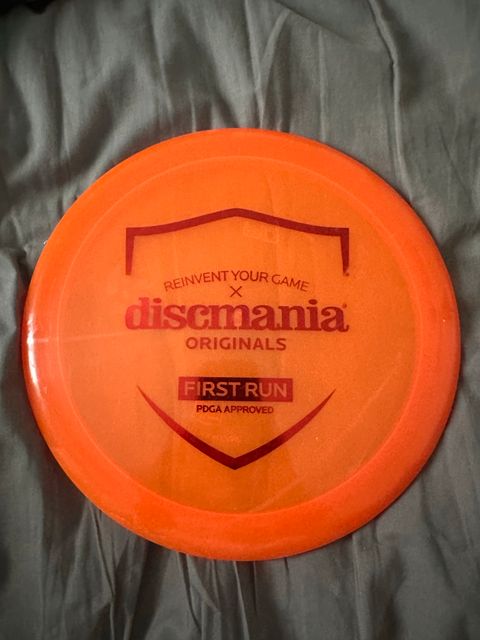 REINVENT YOUR GAME
X
discmania®
ORIGINALS
FIRST RUN
PDGA APPROVED